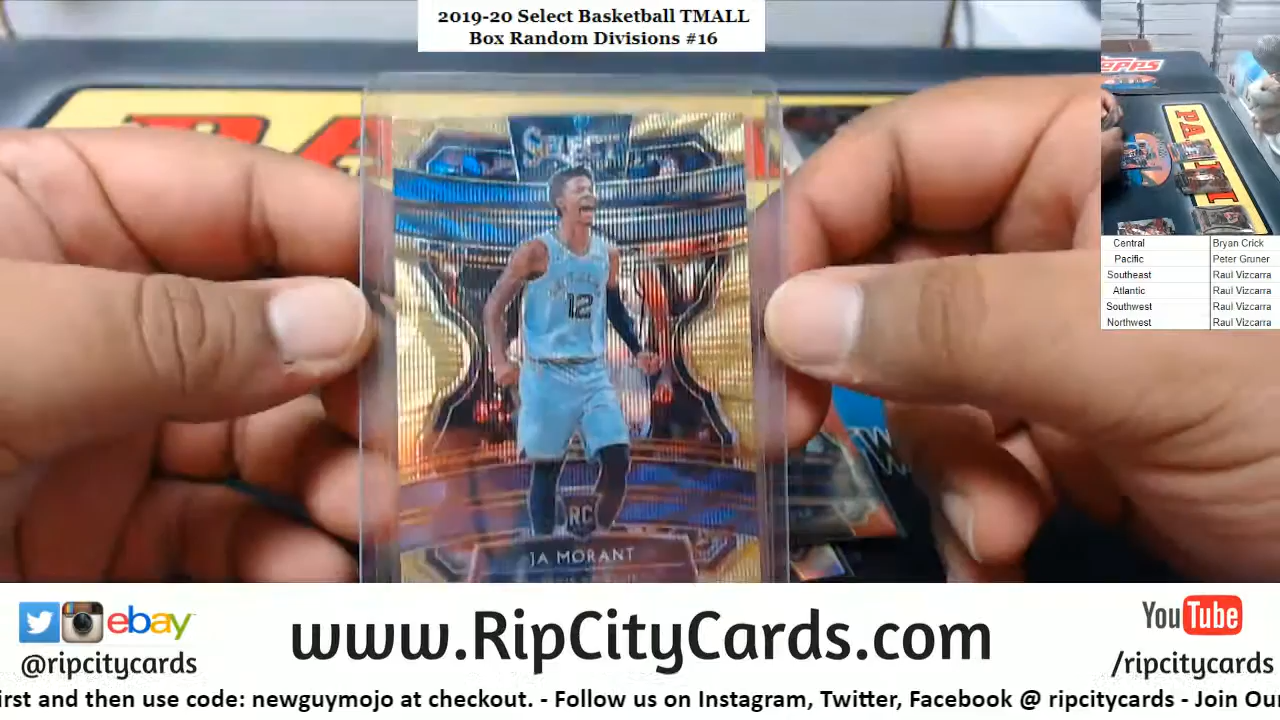 2019-20 Select Basketball TMALL
Box Random Divisions #16
SELECT
12
RC
JA MORANT
PANINI
Central Bryan Crick
Pacific Peter Gruner
Southeast Raul Vizcarra
Atlantic Raul Vizcarra
Southwest Raul Vizcarra
Northwest Raul Vizcarra
ebay
@ripcitycards
www.RipCityCards.com
YouTube
/ripcitycards
irst and then use code: newguymojo at checkout. - Follow us on Instagram, Twitter, Facebook @ ripcitycards - Join Our